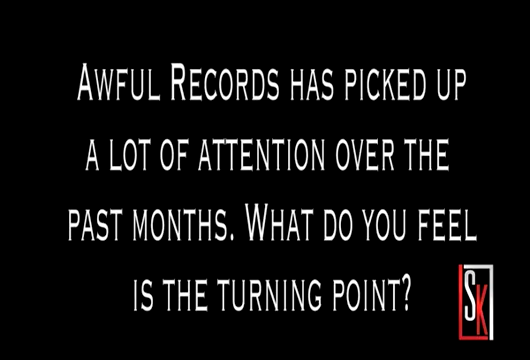 Awful Records has picked up
a lot of attention over the
past months. What do you feel
is the turning point?
SK